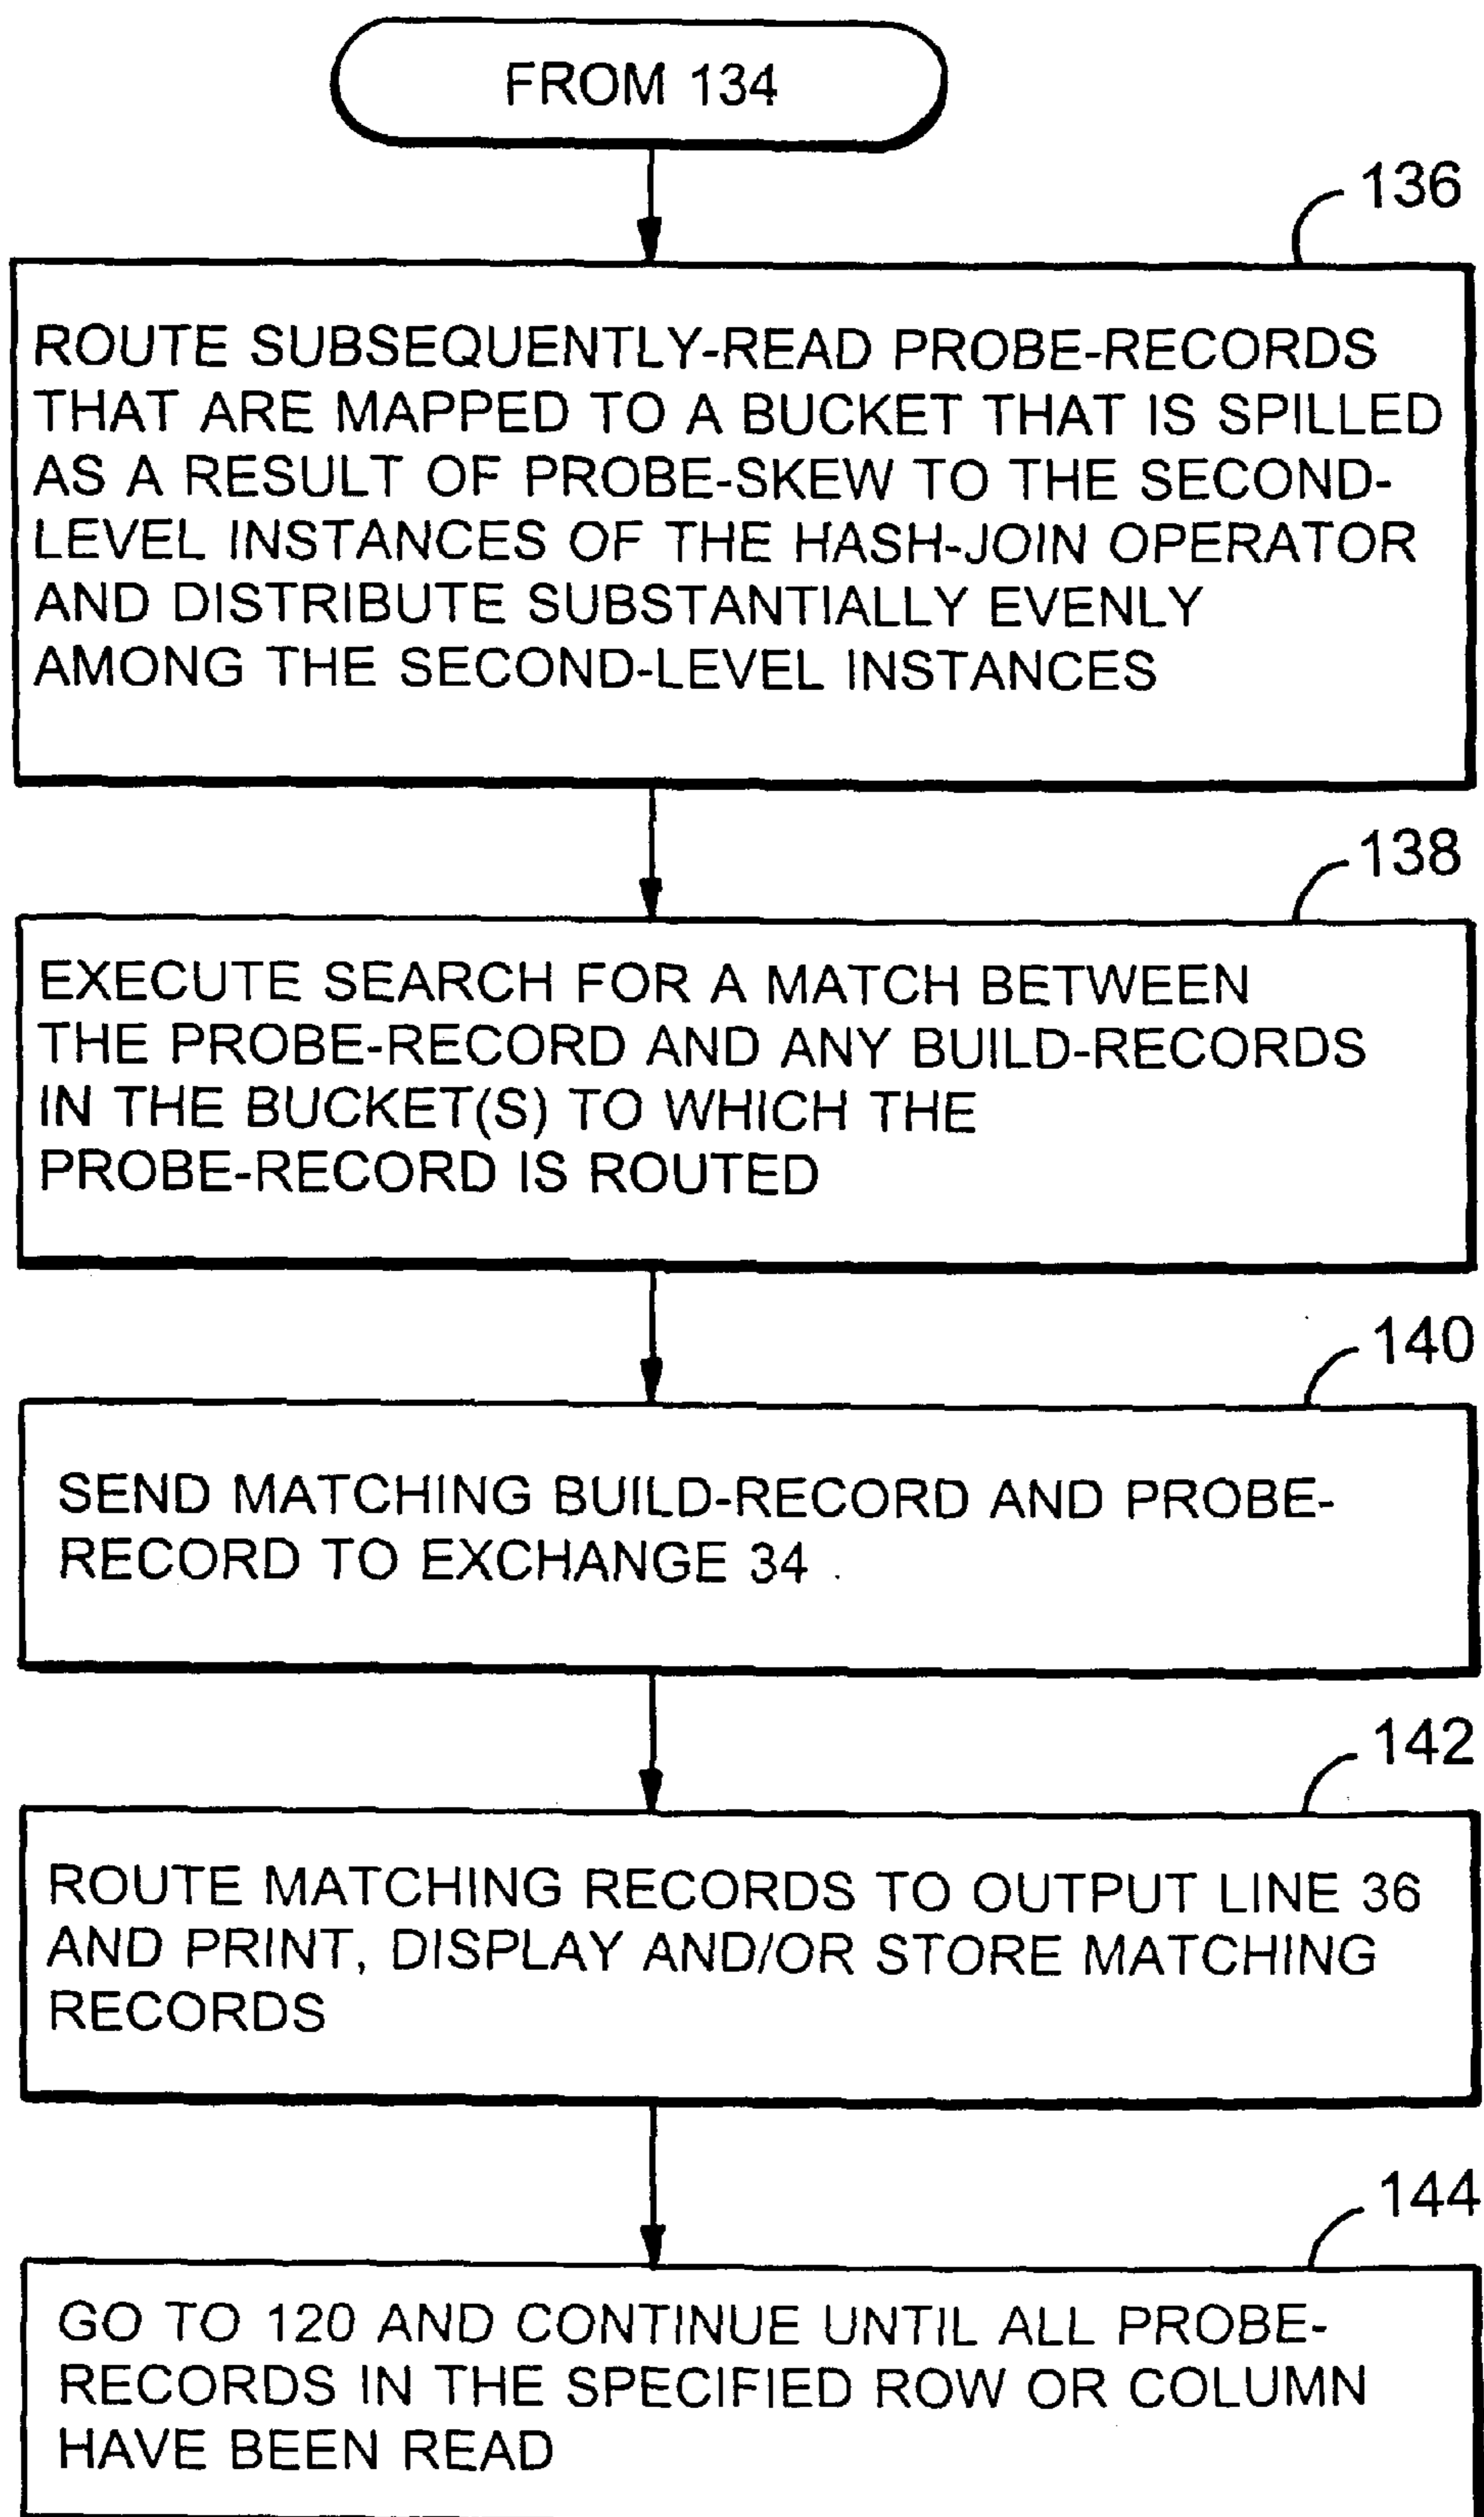 FROM 134
136
ROUTE SUBSEQUENTLY-READ PROBE-RECORDS
THAT ARE MAPPED TO A BUCKET THAT IS SPILLED
AS A RESULT OF PROBE-SKEW TO THE SECOND-
LEVEL INSTANCES OF THE HASH-JOIN OPERATOR
AND DISTRIBUTE SUBSTANTIALLY EVENLY
AMONG THE SECOND-LEVEL INSTANCES
138
EXECUTE SEARCH FOR A MATCH BETWEEN
THE PROBE-RECORD AND ANY BUILD-RECORDS
IN THE BUCKET(S) TO WHICH THE
PROBE-RECORD IS ROUTED
140
SEND MATCHING BUILD-RECORD AND PROBE-
RECORD TO EXCHANGE 34
142
ROUTE MATCHING RECORDS TO OUTPUT LINE 36
AND PRINT, DISPLAY AND/OR STORE MATCHING
RECORDS
144
GO TO 120 AND CONTINUE UNTIL ALL PROBE-
RECORDS IN THE SPECIFIED ROW OR COLUMN
HAVE BEEN READ